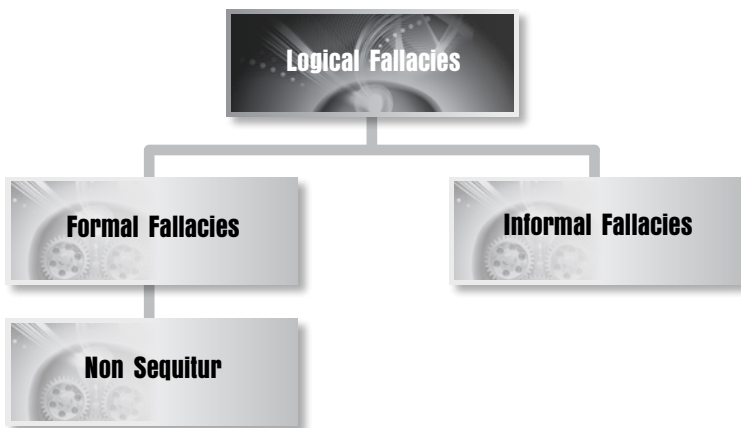 Logical Fallacies
Formal Fallacies
Informal Fallacies
Non Sequitur